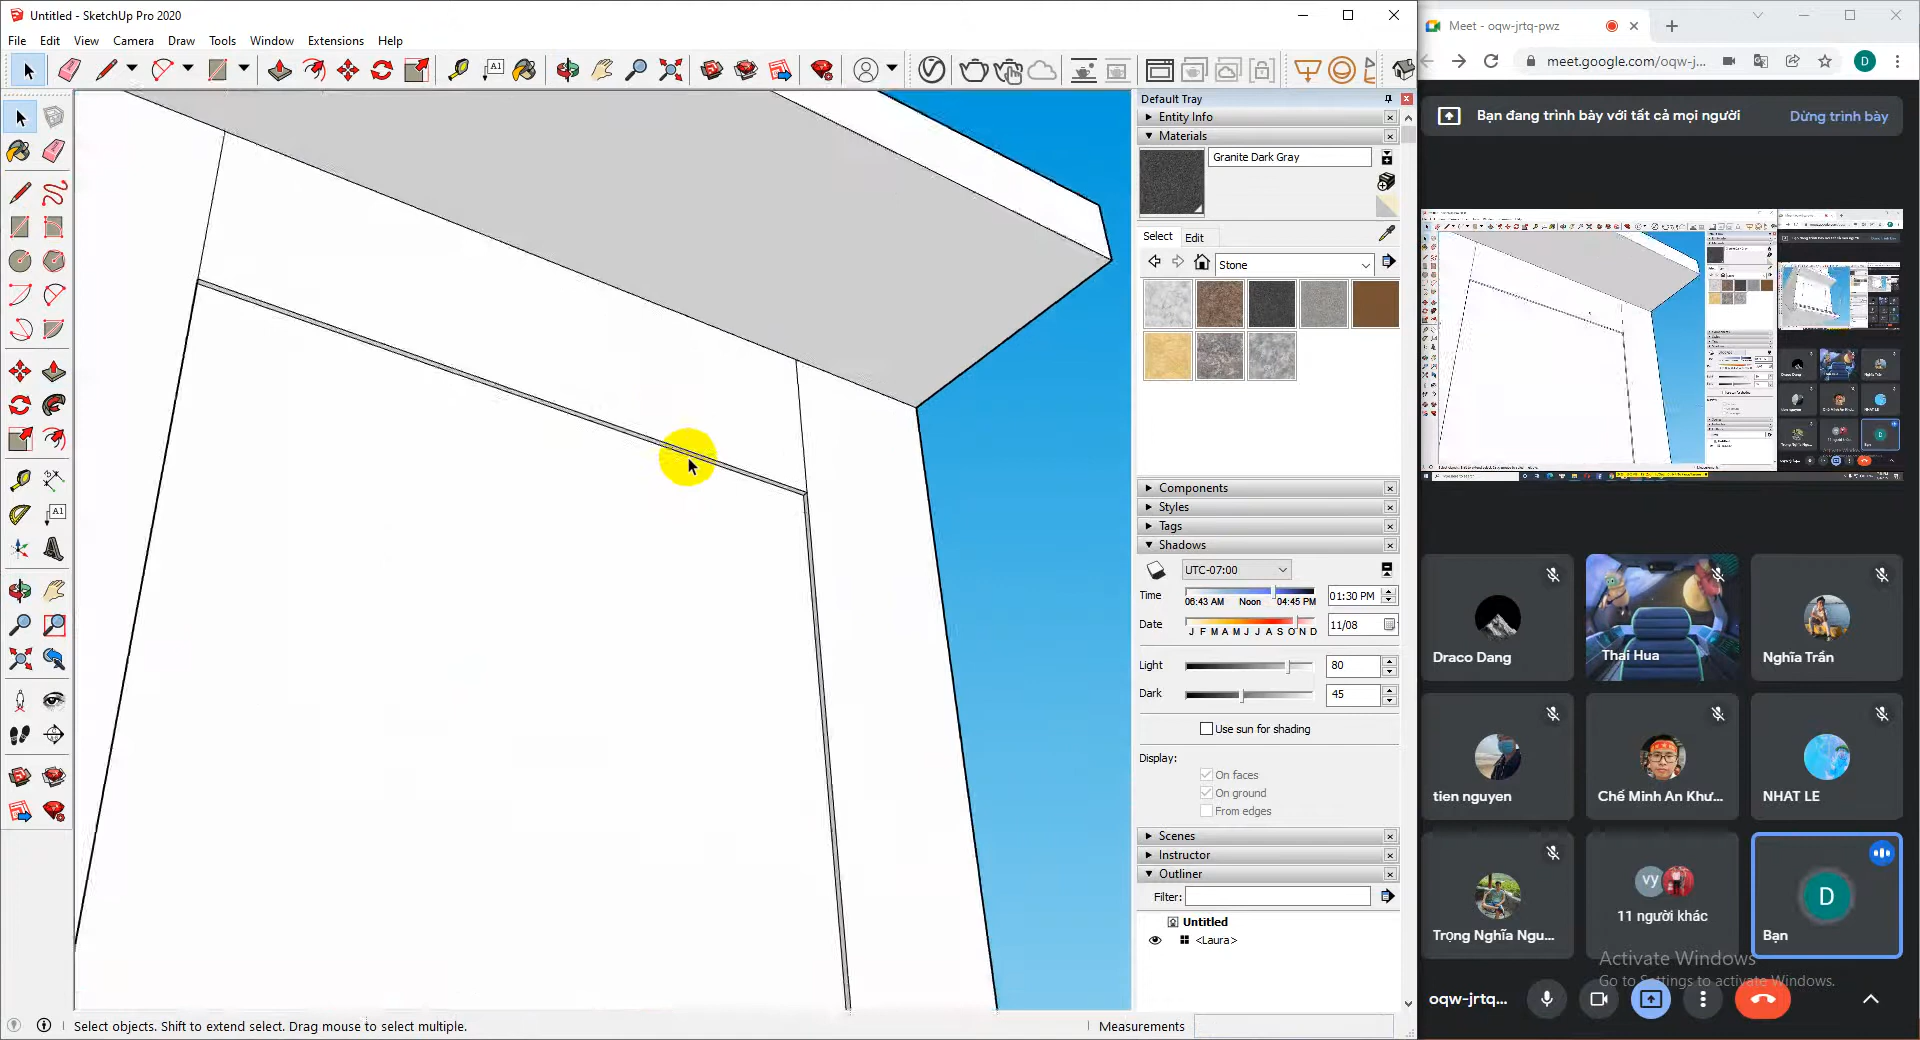 Untitled - SketchUp Pro 2020
File Edit View Camera Draw Tools Window Extensions Help
Default Tray
Entity Info
Materials
Granite Dark Gray
Select Edit
Stone
Components
Styles
Tags
Shadows
UTC-07:00
Time
06:43 AM Noon 04:45 PM
01:30 PM
Date
J F M A M J J A S O N D
11/08
Light
80
Dark
45
Use sun for shading
Display:
On faces
On ground
From edges
Scenes
Instructor
Outliner
Filter:
Untitled
<Laura>
Select objects. Shift to extend select. Drag mouse to select multiple.
Measurements
Meet - oqw-jrtq-pwz
meet.google.com/oqw-j...
D
Bạn đang trình bày với tất cả mọi người
Dừng trình bày
Draco Dang
Thai Hua
Nghĩa Trần
tien nguyen
Chế Minh An Khư...
NHAT LE
Trọng Nghĩa Ngu...
vy
11 người khác
D
Bạn
Activate Windows
Go to Settings to activate Windows.
oqw-jrtq...